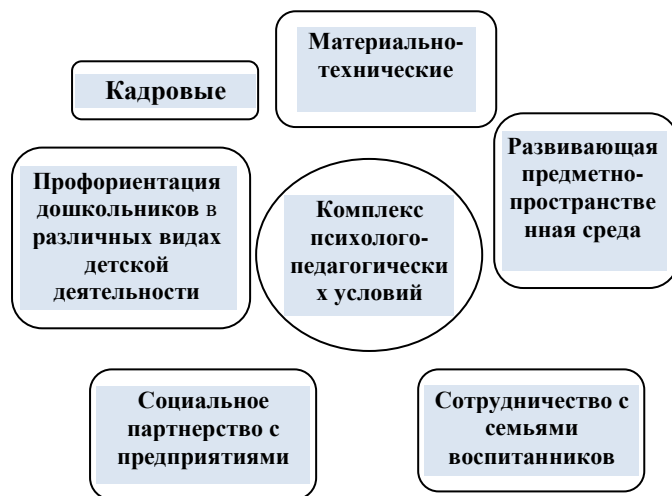 Материально-
технические
Кадровые
Развивающая
предметно-
пространстве
нная среда
Профориентация
дошкольников в
различных видах
детской
деятельности
Комплекс
психолого-
педагогически
х условий
Социальное
партнерство с
предприятиями
Сотрудничество с
семьями
воспитанников